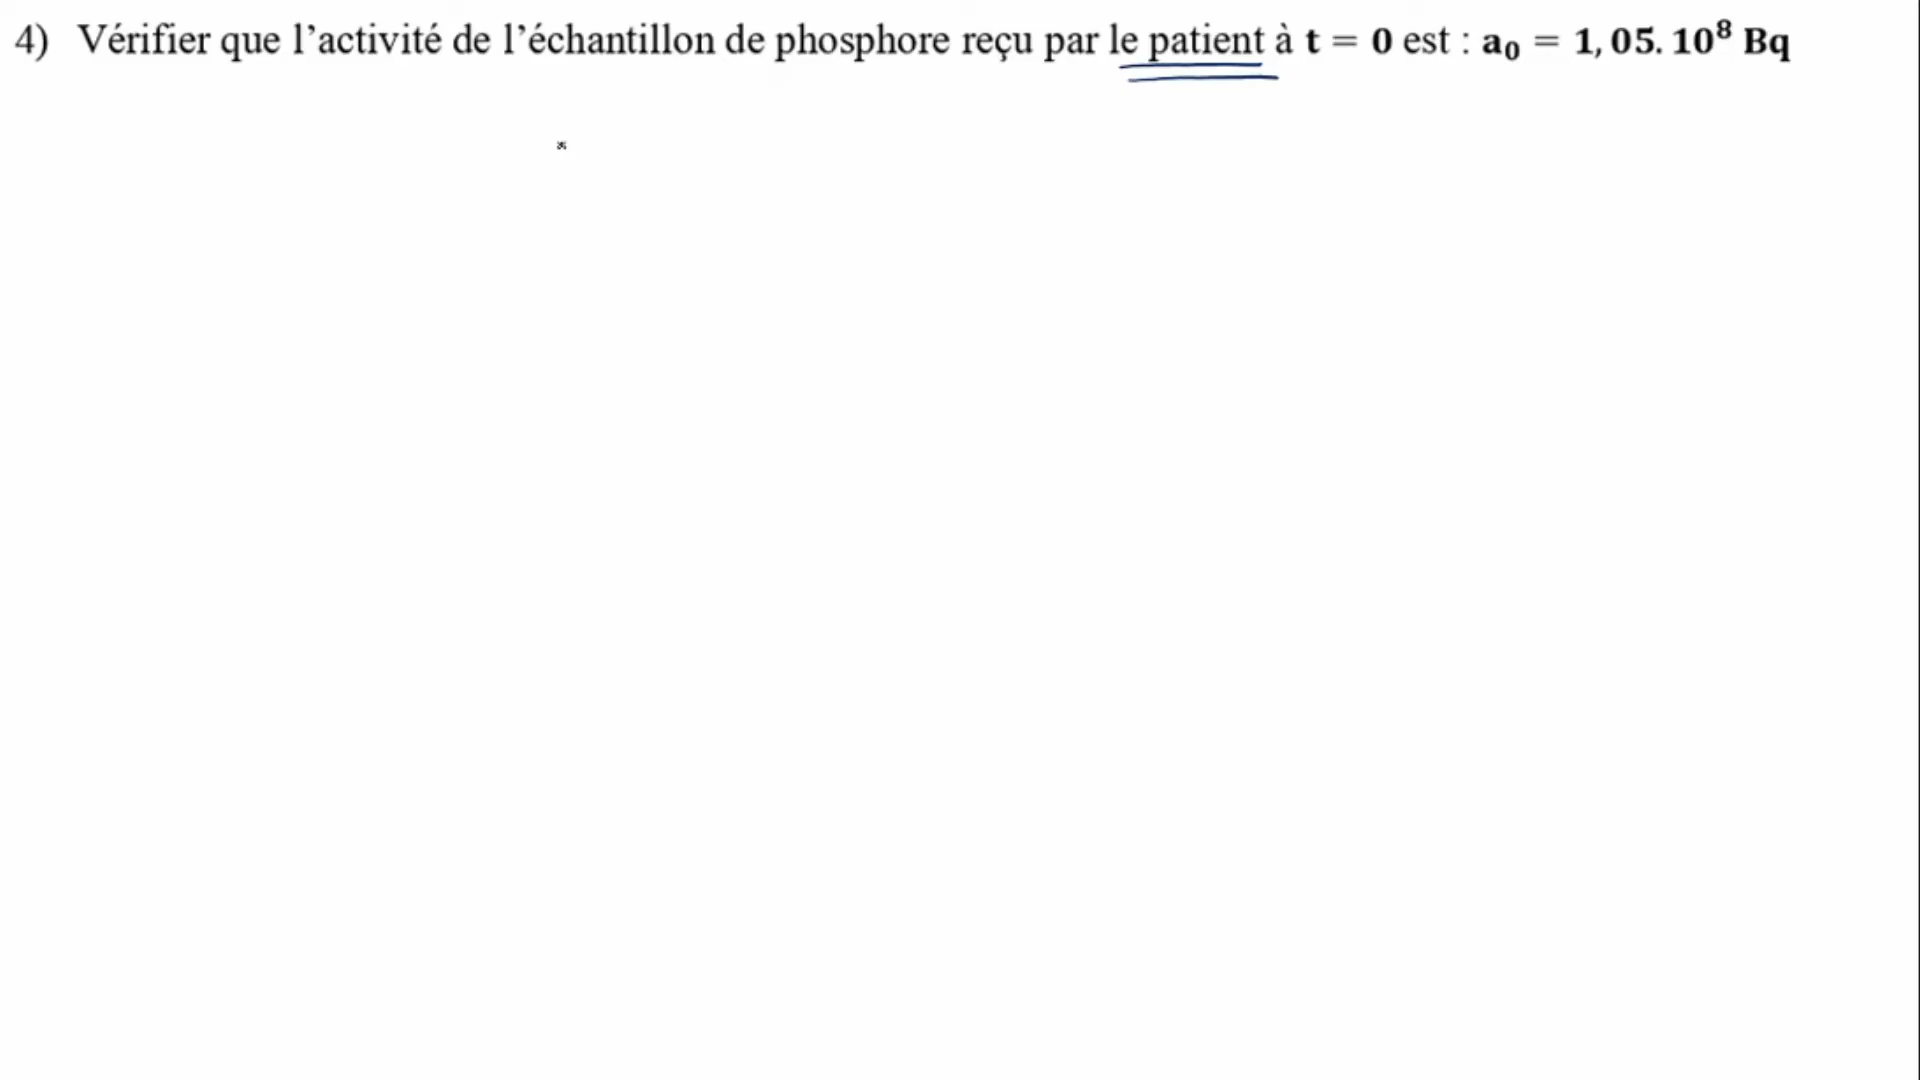 4) Vérifier que l’activité de l’échantillon de phosphore reçu par le patient à t = 0 est : a₀ = 1, 05. 10⁸ Bq